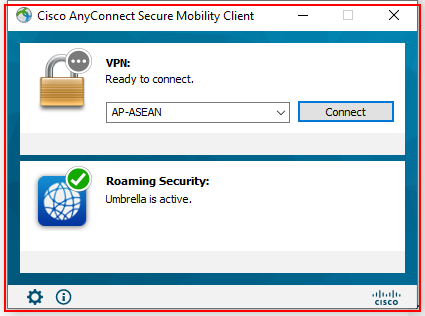 Cisco AnyConnect Secure Mobility Client
VPN:
Ready to connect.
AP-ASEAN
Connect
Roaming Security:
Umbrella is active.
CISCO